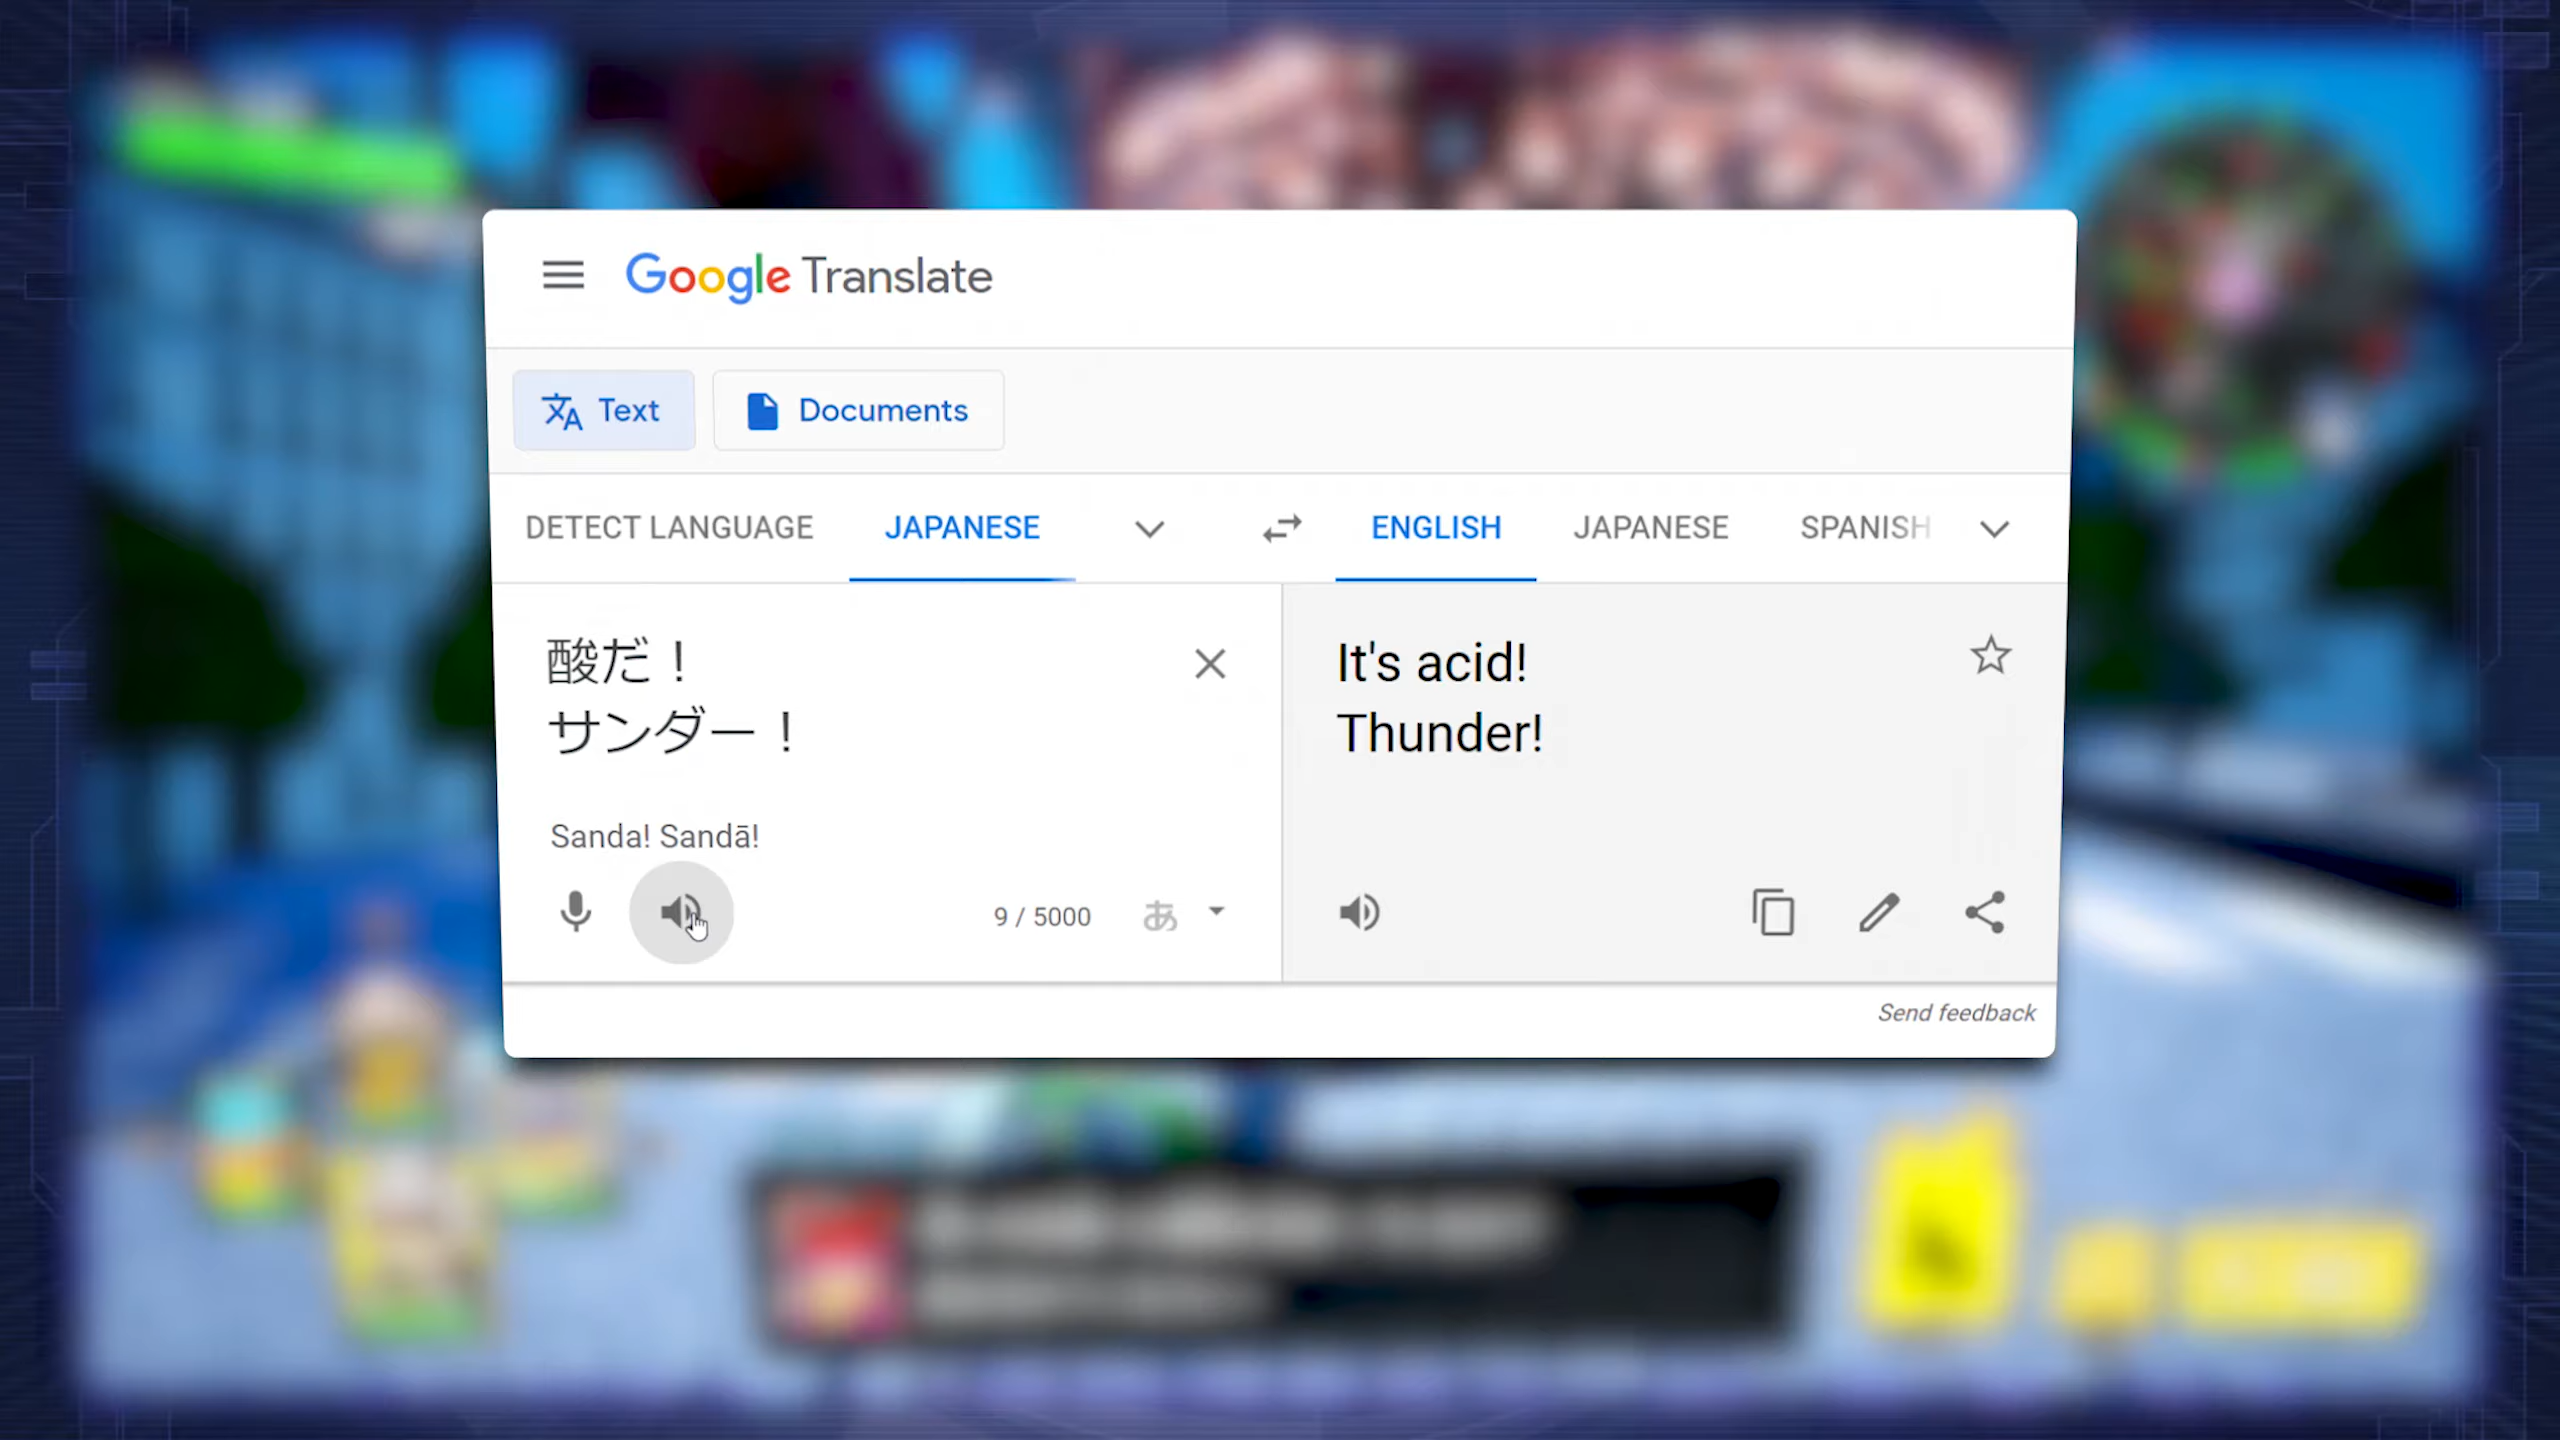 Google Translate
Text
Documents
DETECT LANGUAGE
JAPANESE
ENGLISH
JAPANESE
SPANISH
酸だ！
サンダー！
Sanda! Sandā!
9 / 5000
あ
It's acid!
Thunder!
Send feedback